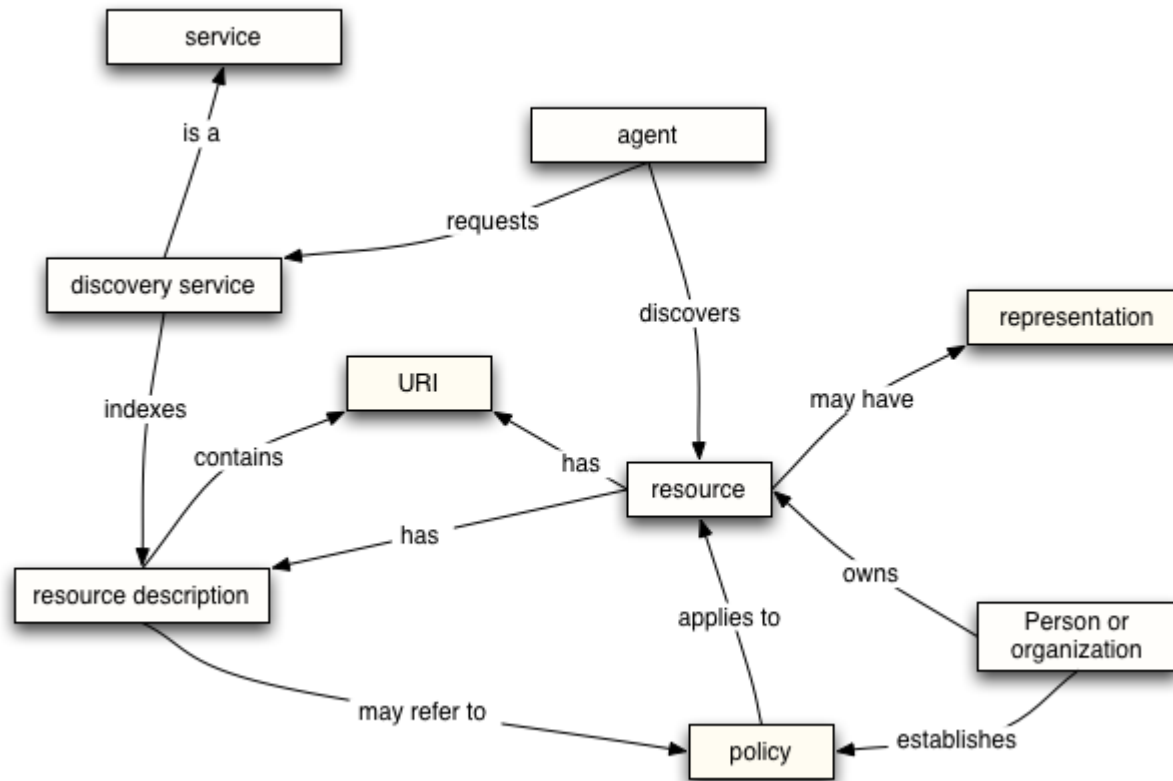 service
is a
agent
requests
discovery service
discovers
representation
URI
may have
indexes
contains
has
resource
has
owns
resource description
applies to
Person or
organization
may refer to
policy
establishes